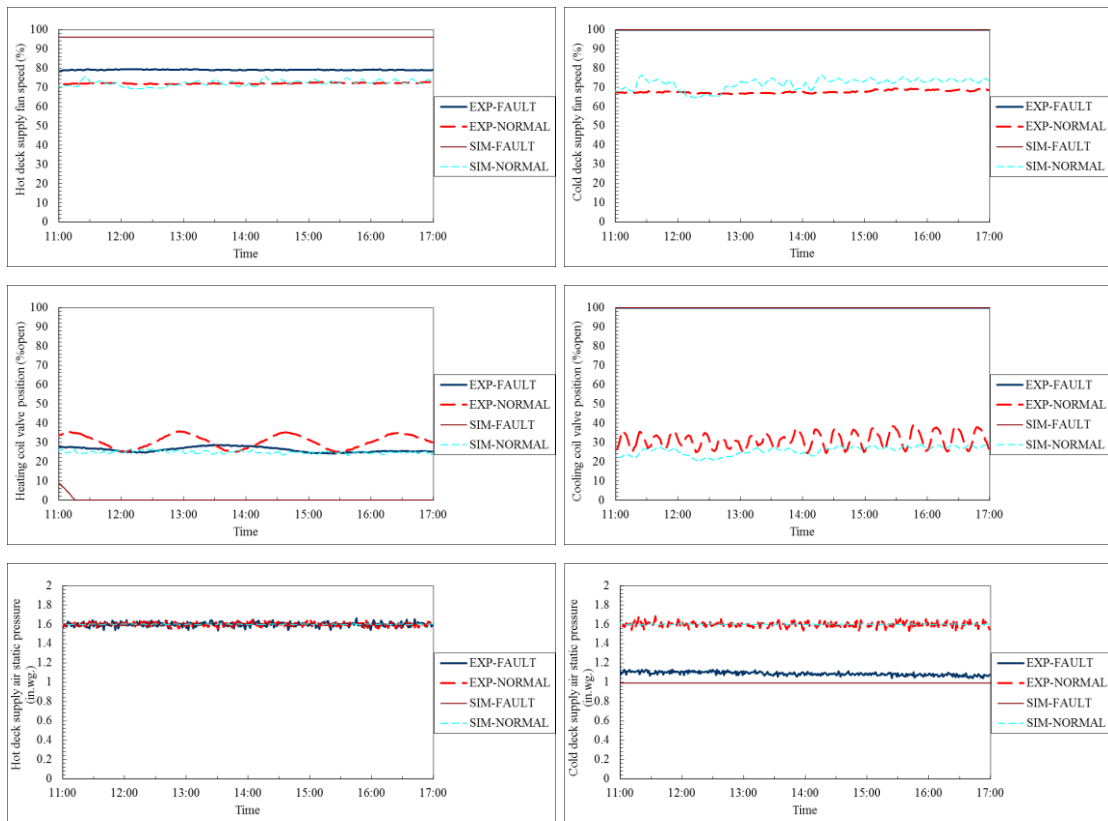 Hot deck supply fan speed (%)
100
90
80
70
60
50
40
30
20
10
0
11:00 12:00 13:00 14:00 15:00 16:00 17:00
Time
EXP-FAULT
EXP-NORMAL
SIM-FAULT
SIM-NORMAL
Cold deck supply fan speed (%)
100
90
80
70
60
50
40
30
20
10
0
11:00 12:00 13:00 14:00 15:00 16:00 17:00
Time
EXP-FAULT
EXP-NORMAL
SIM-FAULT
SIM-NORMAL
Heating coil valve position (%open)
100
90
80
70
60
50
40
30
20
10
0
11:00 12:00 13:00 14:00 15:00 16:00 17:00
Time
EXP-FAULT
EXP-NORMAL
SIM-FAULT
SIM-NORMAL
Cooling coil valve position (%open)
100
90
80
70
60
50
40
30
20
10
0
11:00 12:00 13:00 14:00 15:00 16:00 17:00
Time
EXP-FAULT
EXP-NORMAL
SIM-FAULT
SIM-NORMAL
Hot deck supply air static pressure
(in.wg.)
2
1.8
1.6
1.4
1.2
1
0.8
0.6
0.4
0.2
0
11:00 12:00 13:00 14:00 15:00 16:00 17:00
Time
EXP-FAULT
EXP-NORMAL
SIM-FAULT
SIM-NORMAL
Cold deck supply air static pressure
(in.wg.)
2
1.8
1.6
1.4
1.2
1
0.8
0.6
0.4
0.2
0
11:00 12:00 13:00 14:00 15:00 16:00 17:00
Time
EXP-FAULT
EXP-NORMAL
SIM-FAULT
SIM-NORMAL